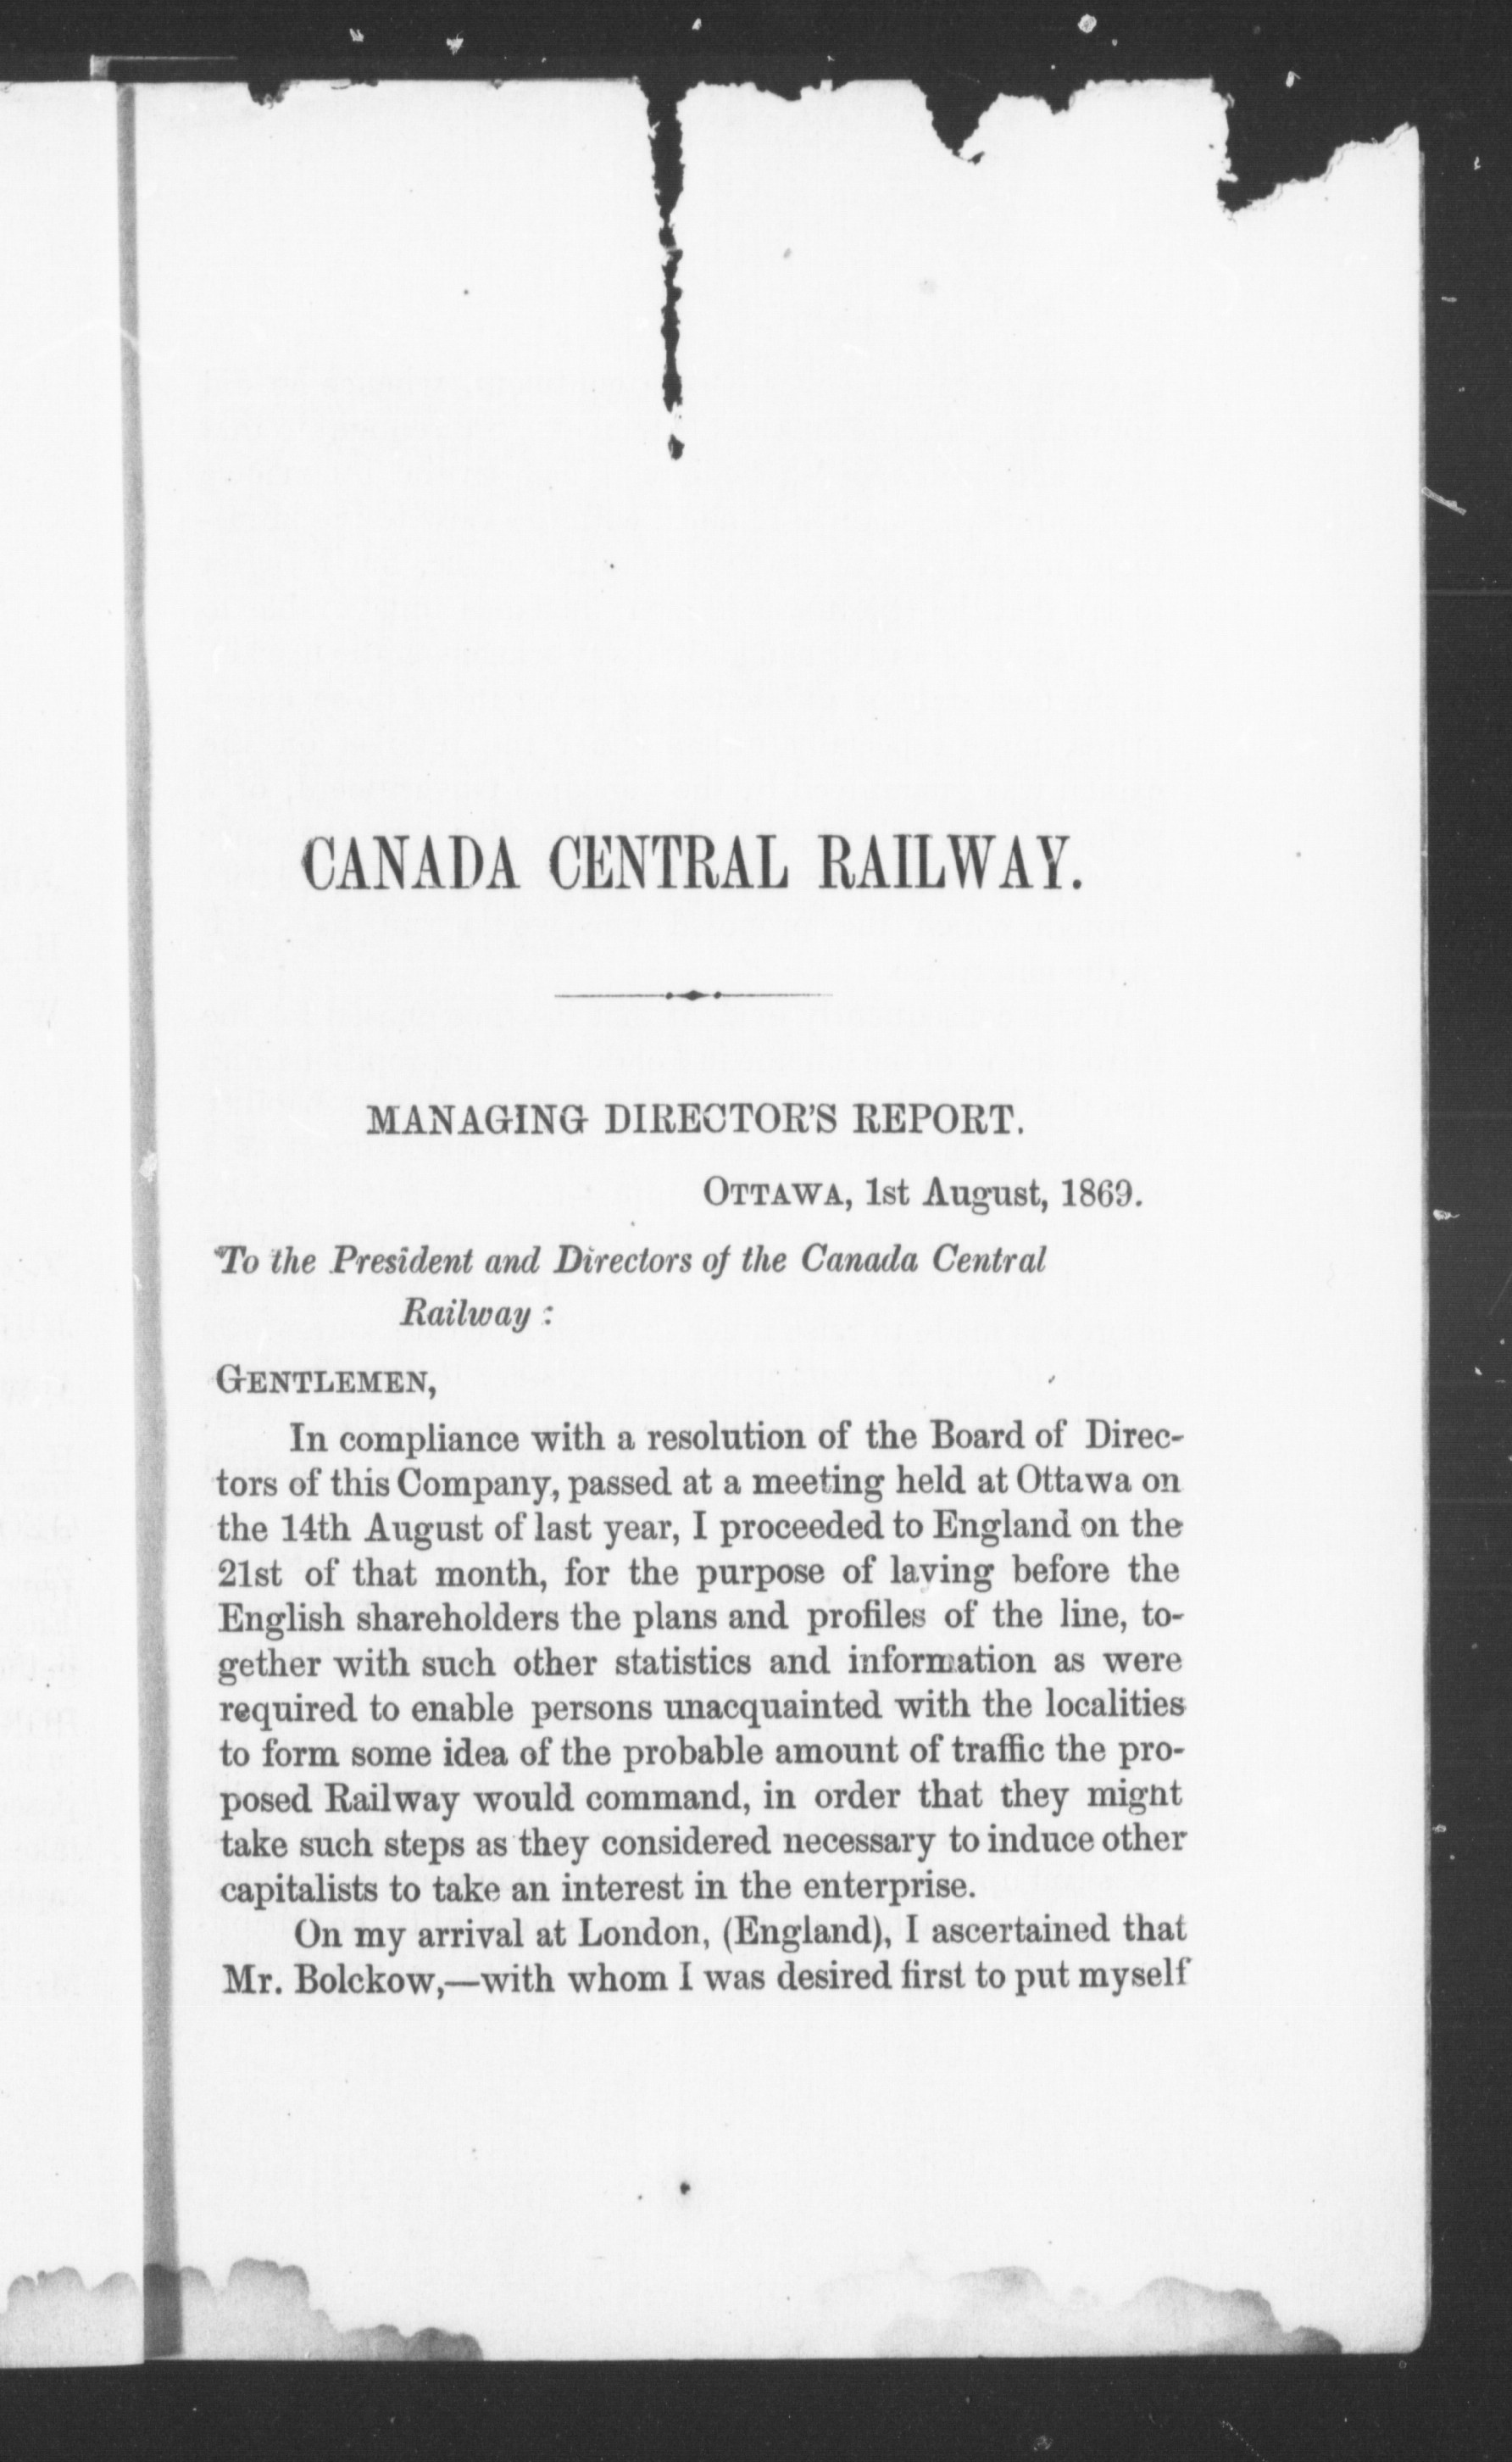 CANADA CENTRAL RAILWAY.
MANAGING DIRECTOR'S REPORT.
OTTAWA, 1st August, 1869.
To the President and Directors of the Canada Central
Railway :
GENTLEMEN,
In compliance with a resolution of the Board of Direc-
tors of this Company, passed at a meeting held at Ottawa on
the 14th August of last year, I proceeded to England on the
21st of that month, for the purpose of laying before the
English shareholders the plans and profiles of the line, to-
gether with such other statistics and information as were
required to enable persons unacquainted with the localities
to form some idea of the probable amount of traffic the pro-
posed Railway would command, in order that they might
take such steps as they considered necessary to induce other
capitalists to take an interest in the enterprise.
On my arrival at London, (England), I ascertained that
Mr. Bolckow,—with whom I was desired first to put myself